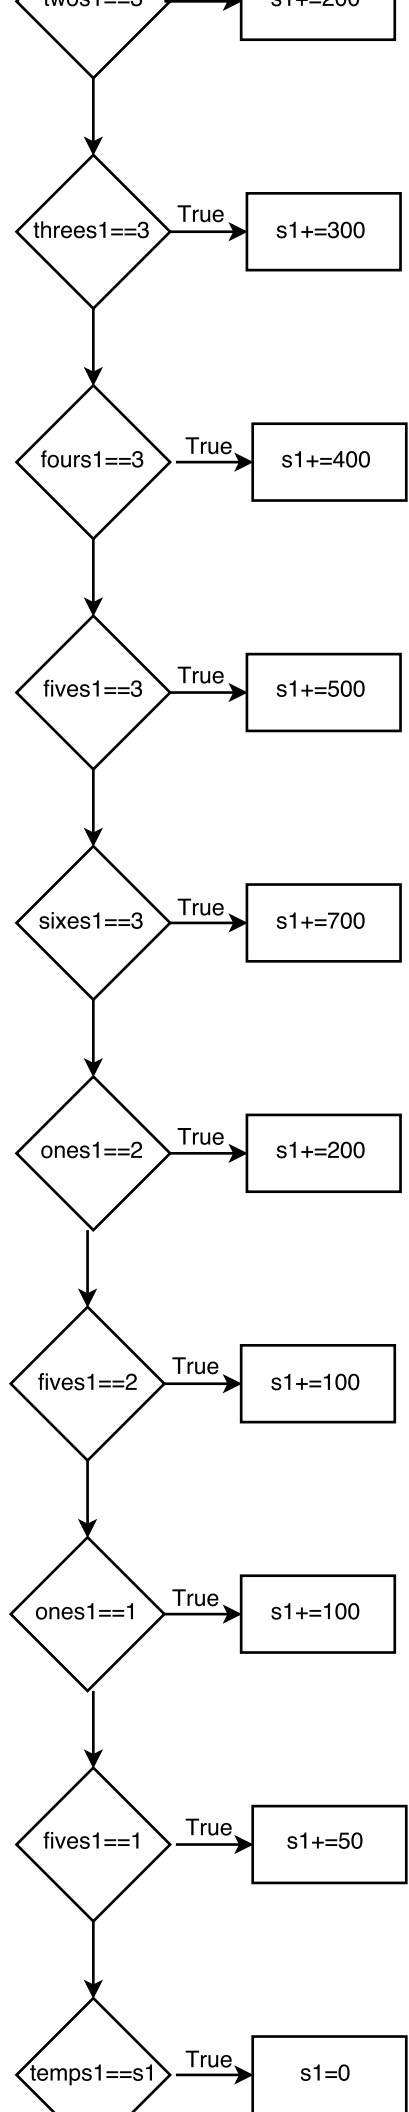 twos1==3
s1+=200
True
threes1==3
s1+=300
True
fours1==3
s1+=400
True
fives1==3
s1+=500
True
sixes1==3
s1+=700
True
ones1==2
s1+=200
True
fives1==2
s1+=100
True
ones1==1
s1+=100
True
fives1==1
s1+=50
True
temps1==s1
s1=0